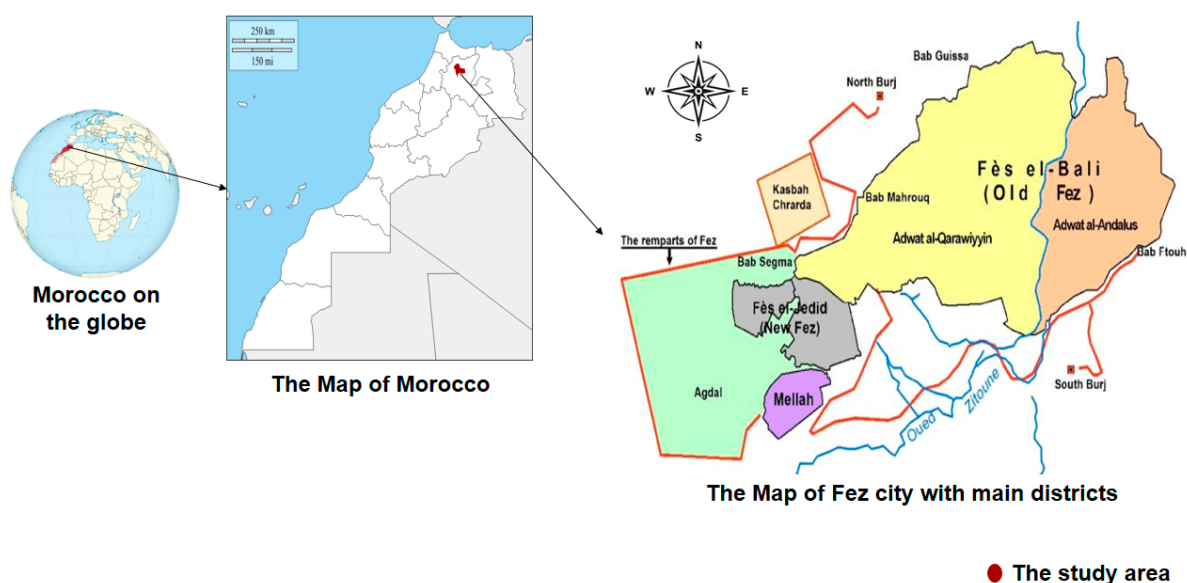 250 km
150 mi
Morocco on
the globe
The Map of Morocco
N
W
E
S
North Burj
Bab Guissa
Kasbah
Chrarda
Bab Mahrouq
Fès el-Bali
(Old Fez )
Adwat al-Qarawiyyin
Adwat al-Andalus
Bab Ftouh
The remparts of Fez
Bab Segma
Fès el-Jedid
(New Fez)
Agdal
Mellah
South Burj
Oued Zitoune
The Map of Fez city with main districts
The study area